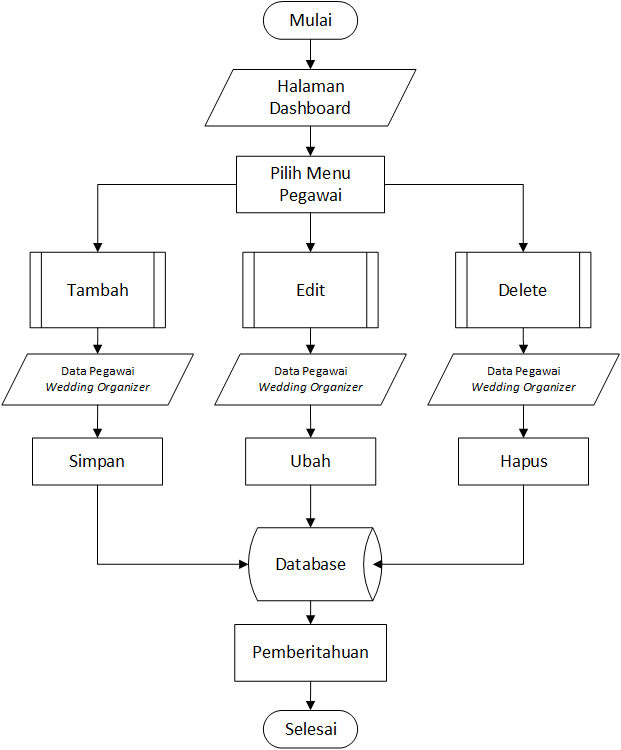 Mulai
Halaman
Dashboard
Pilih Menu
Pegawai
Tambah
Edit
Delete
Data Pegawai
Wedding Organizer
Data Pegawai
Wedding Organizer
Data Pegawai
Wedding Organizer
Simpan
Ubah
Hapus
Database
Pemberitahuan
Selesai